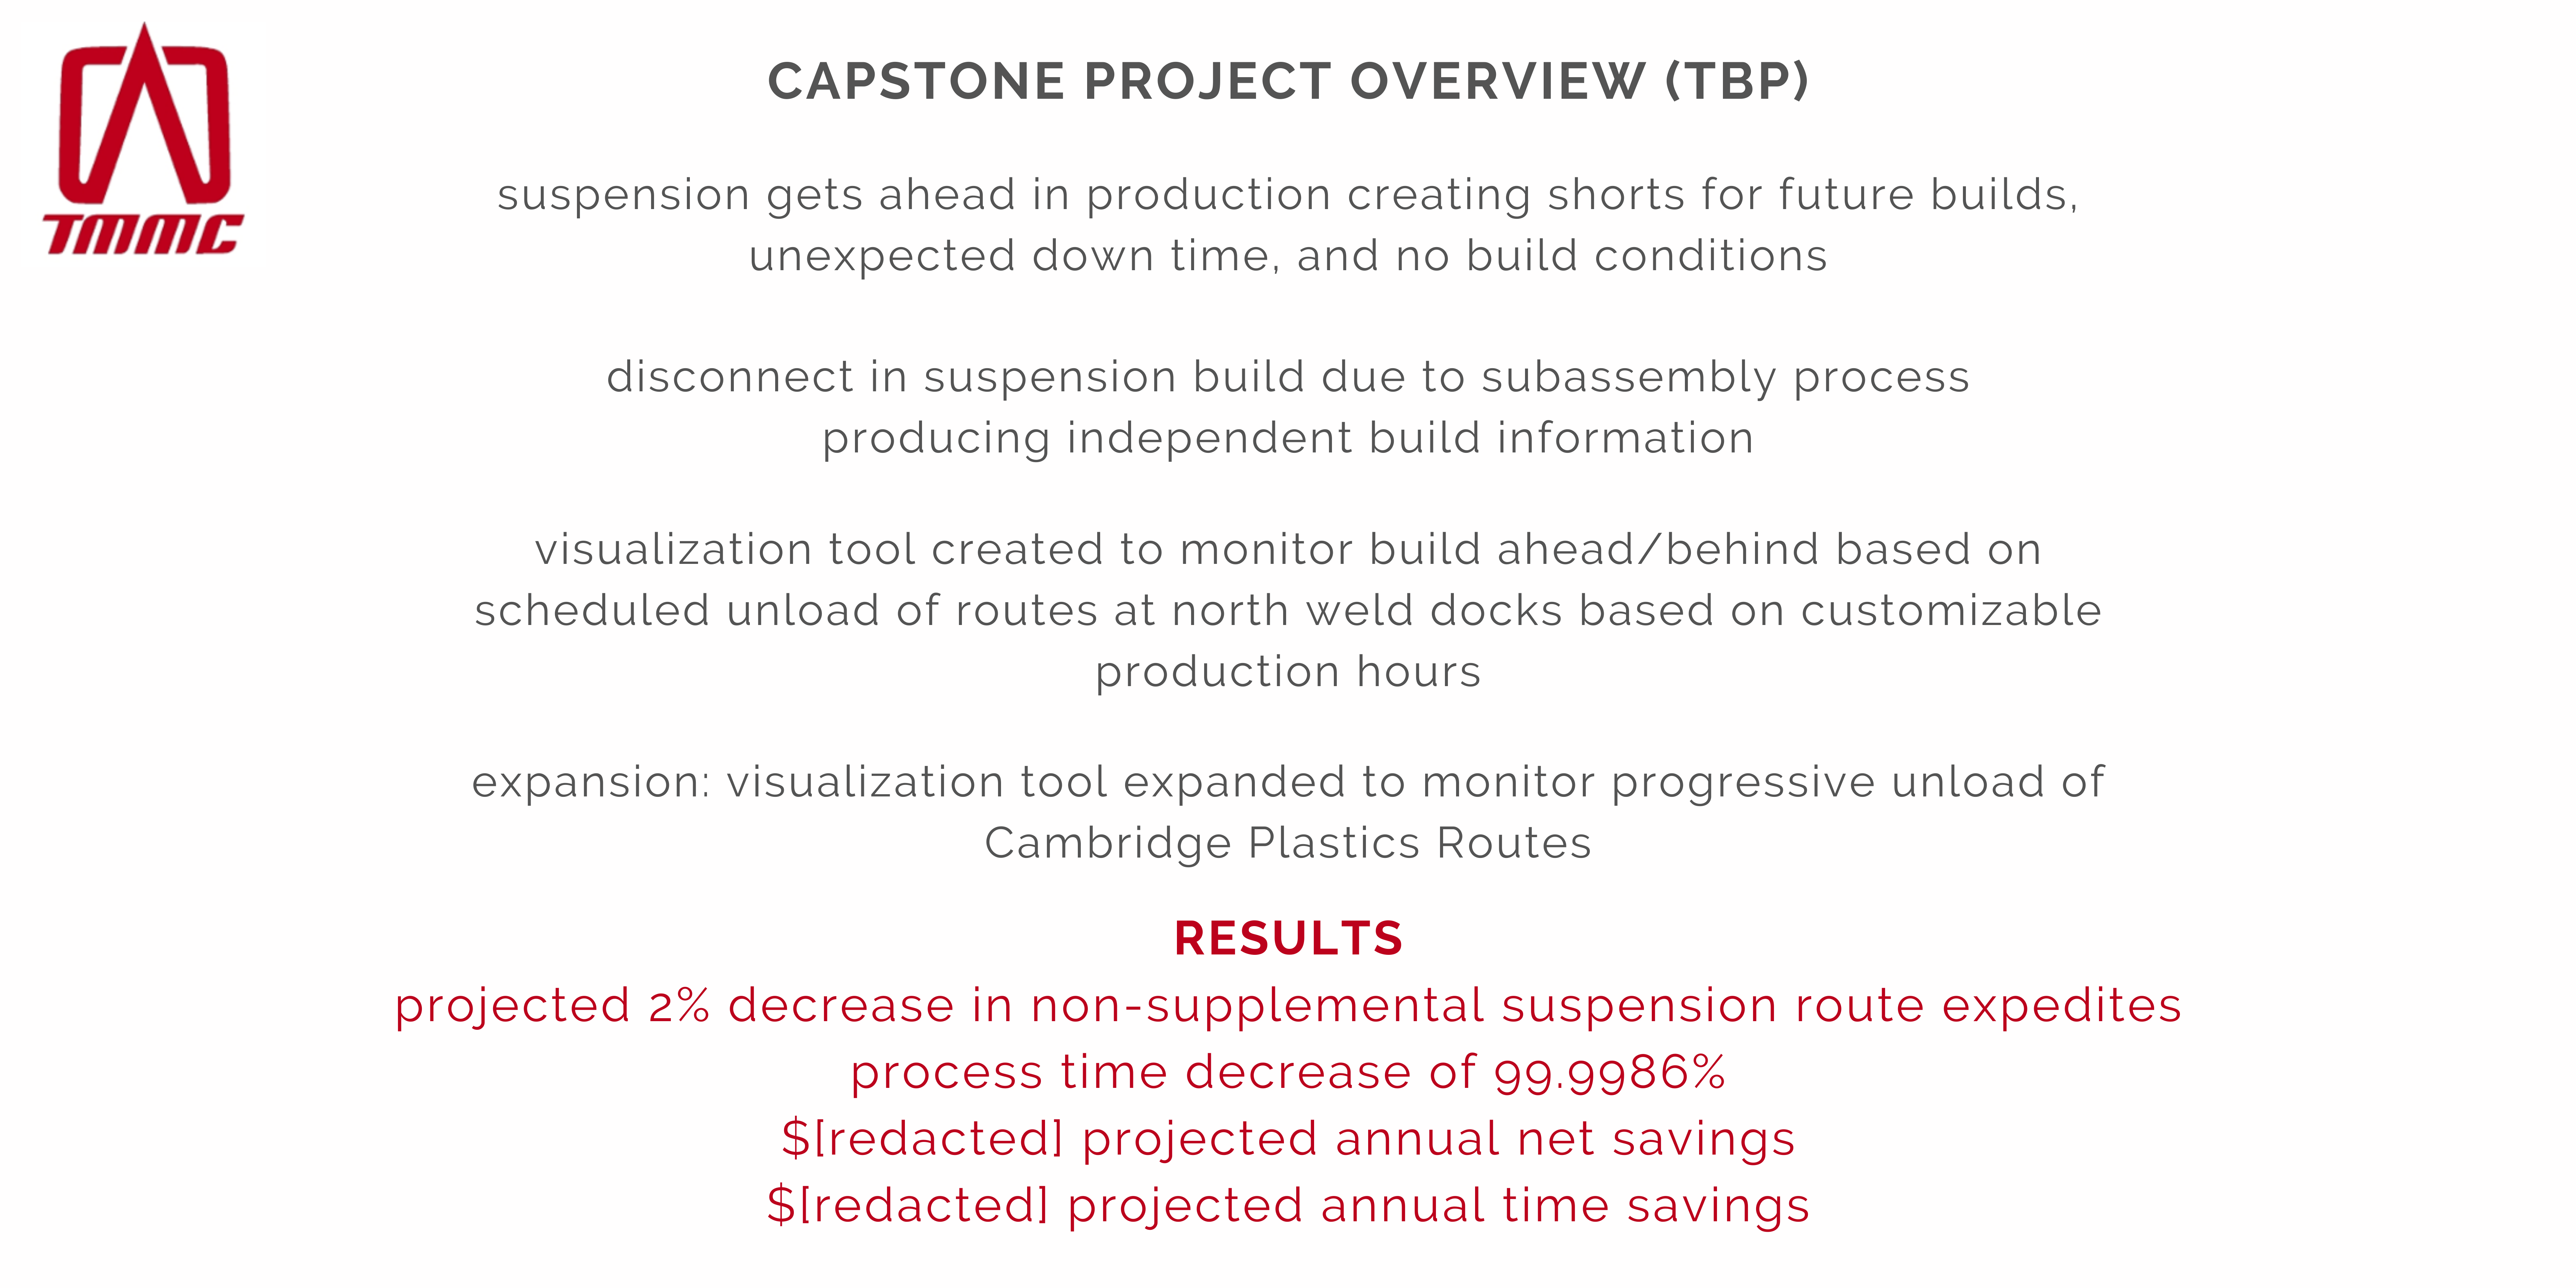 TMMC
CAPSTONE PROJECT OVERVIEW (TBP)
suspension gets ahead in production creating shorts for future builds,
unexpected down time, and no build conditions
disconnect in suspension build due to subassembly process
producing independent build information
visualization tool created to monitor build ahead/behind based on
scheduled unload of routes at north weld docks based on customizable
production hours
expansion: visualization tool expanded to monitor progressive unload of
Cambridge Plastics Routes
RESULTS
projected 2% decrease in non-supplemental suspension route expedites
process time decrease of 99.9986%
$[redacted] projected annual net savings
$[redacted] projected annual time savings